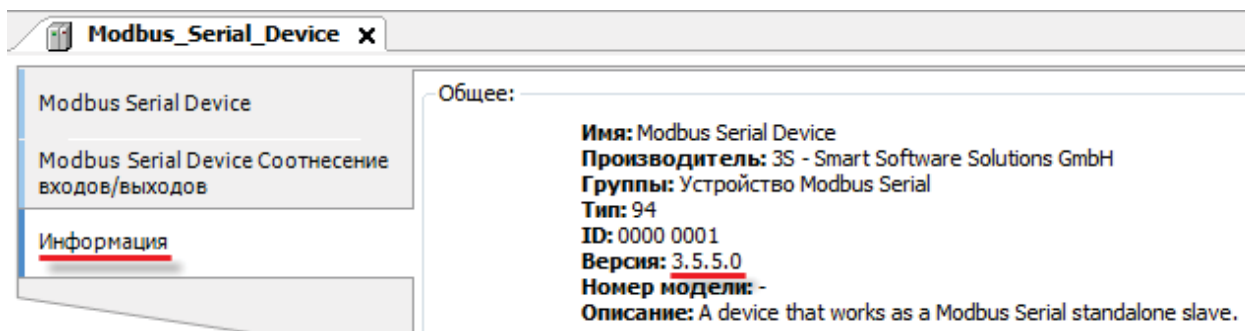 Modbus_Serial_Device x
Modbus Serial Device
Modbus Serial Device Соотнесение
входов/выходов
Информация
Общее:
Имя: Modbus Serial Device
Производитель: 3S - Smart Software Solutions GmbH
Группы: Устройство Modbus Serial
Тип: 94
ID: 0000 0001
Версия: 3.5.5.0
Номер модели: -
Описание: A device that works as a Modbus Serial standalone slave.